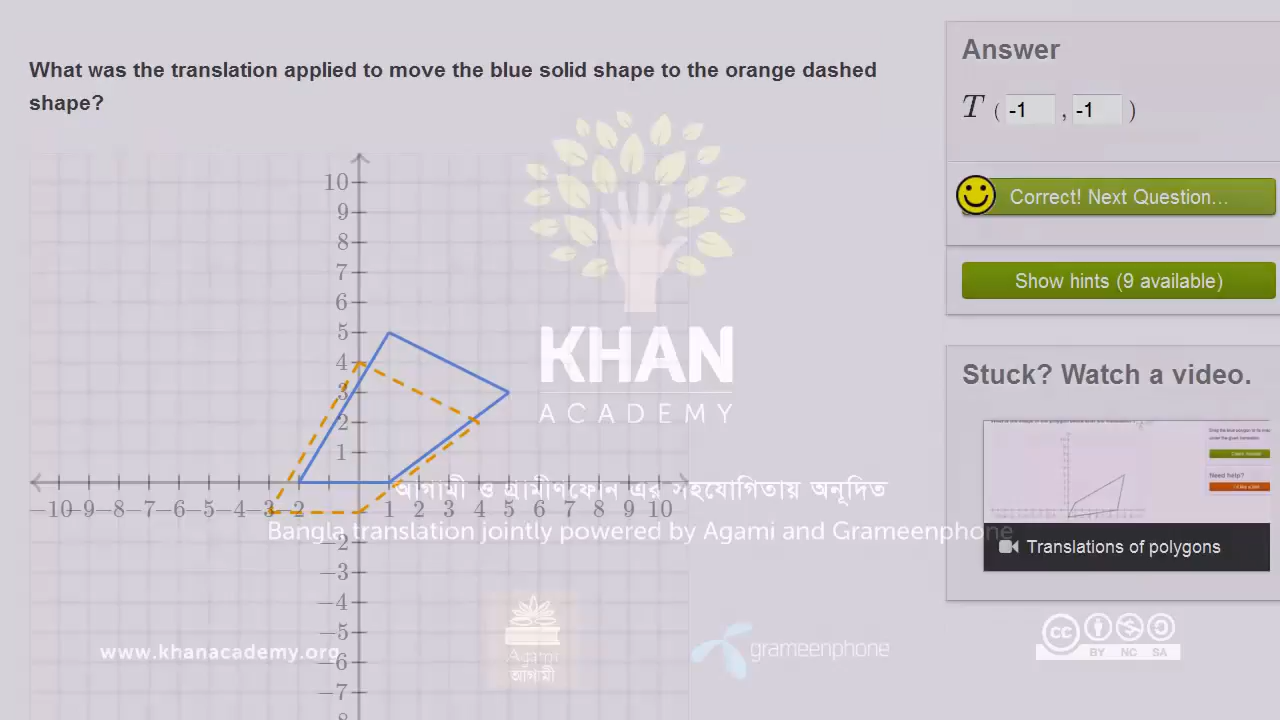 What was the translation applied to move the blue solid shape to the orange dashed
shape?
Answer
T ( -1 , -1 )
Correct! Next Question...
Show hints (9 available)
Stuck? Watch a video.
Translations of polygons
10
9
8
7
6
5
4
3
2
1
−10 −9 −8 −7 −6 −5 −4 −3 −2 1 2 3 4 5 6 7 8 9 10
−2
−3
−4
−5
−6
−7
KHAN
ACADEMY
আগামী ও গ্রামীণফোন এর সহযোগিতায় অনূদিত
Bangla translation jointly powered by Agami and Grameenphone
www.khanacademy.org
Agami
আগামী
grameenphone
cc
BY NC SA